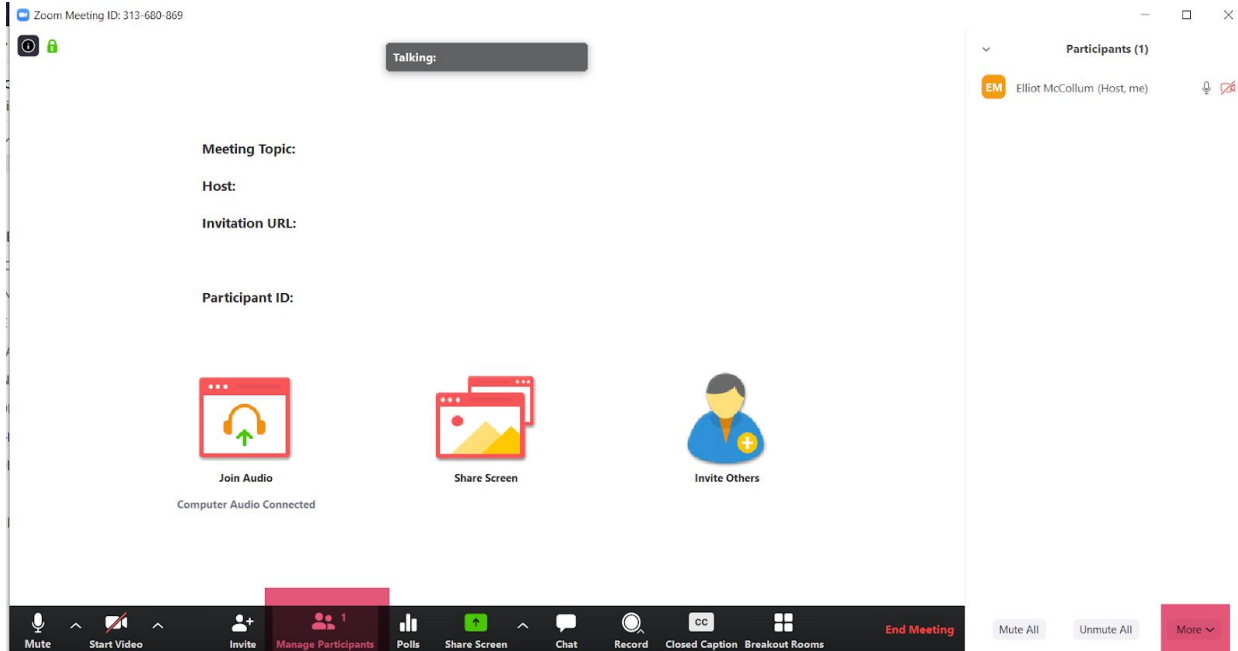 Zoom Meeting ID: 313-680-869
Talking:
Participants (1)
EM Elliot McCollum (Host, me)
Meeting Topic:
Host:
Invitation URL:
Participant ID:
Join Audio
Share Screen
Invite Others
Computer Audio Connected
1
CC
Mute
Start Video
Invite
Manage Participants
Polls
Share Screen
Chat
Record
Closed Caption
Breakout Rooms
End Meeting
Mute All
Unmute All
More